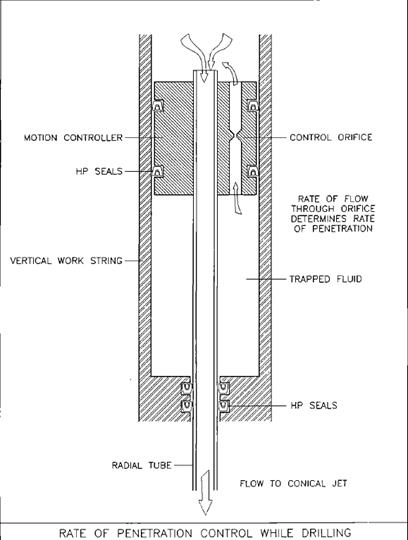 MOTION CONTROLLER
CONTROL ORIFICE
HP SEALS
RATE OF FLOW
THROUGH ORIFICE
DETERMINES RATE
OF PENETRATION
VERTICAL WORK STRING
TRAPPED FLUID
HP SEALS
RADIAL TUBE
FLOW TO CONICAL JET
RATE OF PENETRATION CONTROL WHILE DRILLING